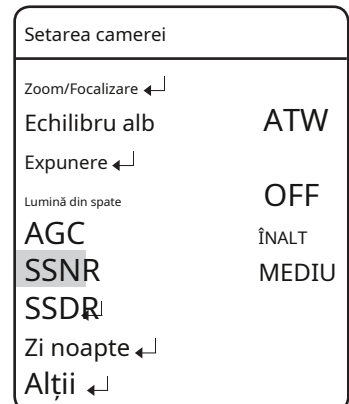 Setarea camerei
Zoom/Focalizare ↵
Echilibru alb ATW
Expunere ↵
Lumină din spate OFF
AGC ÎNALT
SSNR MEDIU
SSDR ↵
Zi noapte ↵
Alții ↵